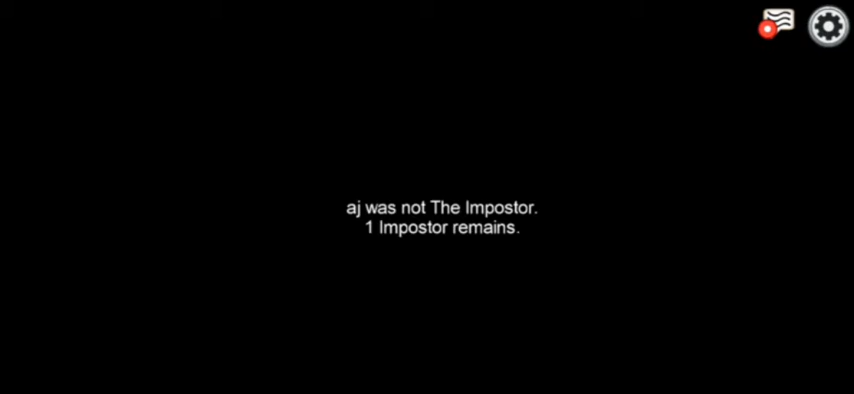 aj was not The Impostor.
1 Impostor remains.